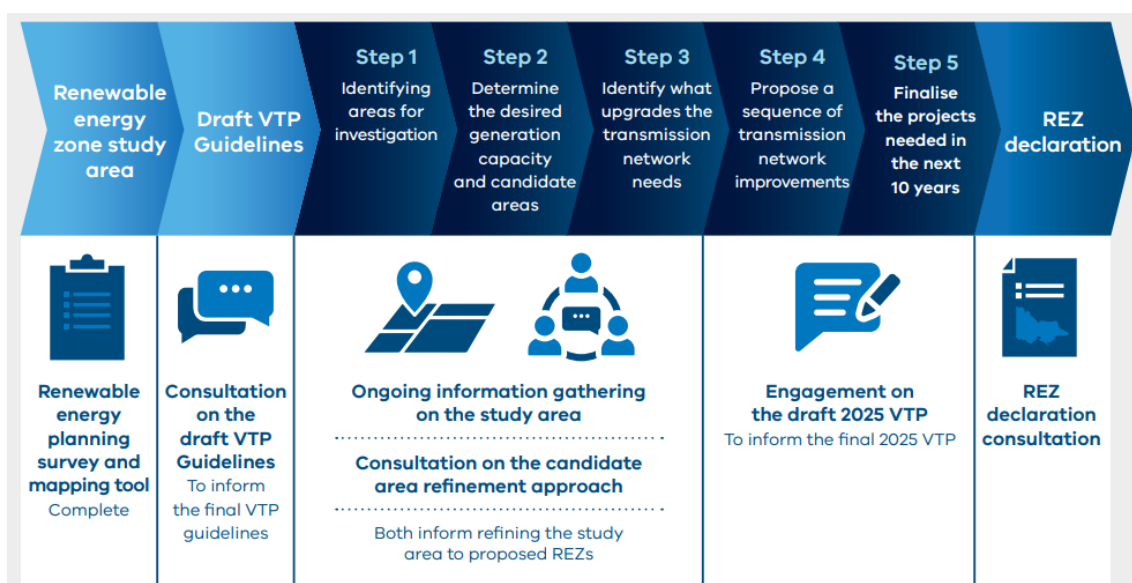 Renewable
energy
zone study
area
Draft VTP
Guidelines
Step 1
Identifying
areas for
investigation
Step 2
Determine
the desired
generation
capacity
and candidate
areas
Step 3
Identify what
upgrades the
transmission
network
needs
Step 4
Propose a
sequence of
transmission
network
improvements
Step 5
Finalise
the projects
needed in
the next
10 years
REZ
declaration
Renewable
energy
planning
survey and
mapping tool
Complete
Consultation
on the
draft VTP
Guidelines
To inform
the final VTP
guidelines
Ongoing information gathering
on the study area
Consultation on the candidate
area refinement approach
Both inform refining the study
area to proposed REZs
Engagement on
the draft 2025 VTP
To inform the final 2025 VTP
REZ
declaration
consultation